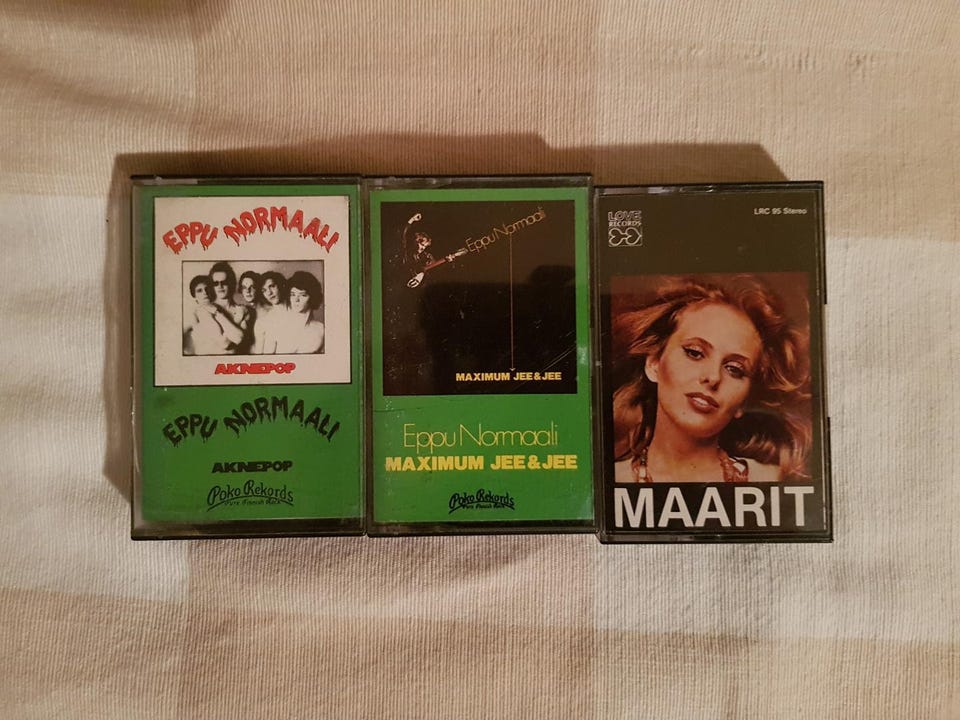 EPPU NORMAALI
AKNEPOP
EPPU NORMAALI
AKNEPOP
Poko Rekords
Pure Finnish Rock
Eppu Normaali
MAXIMUM JEE & JEE
Eppu Normaali
MAXIMUM JEE & JEE
Poko Rekords
Pure Finnish Rock
LOVE
RECORDS
LRC 95 Stereo
MAARIT